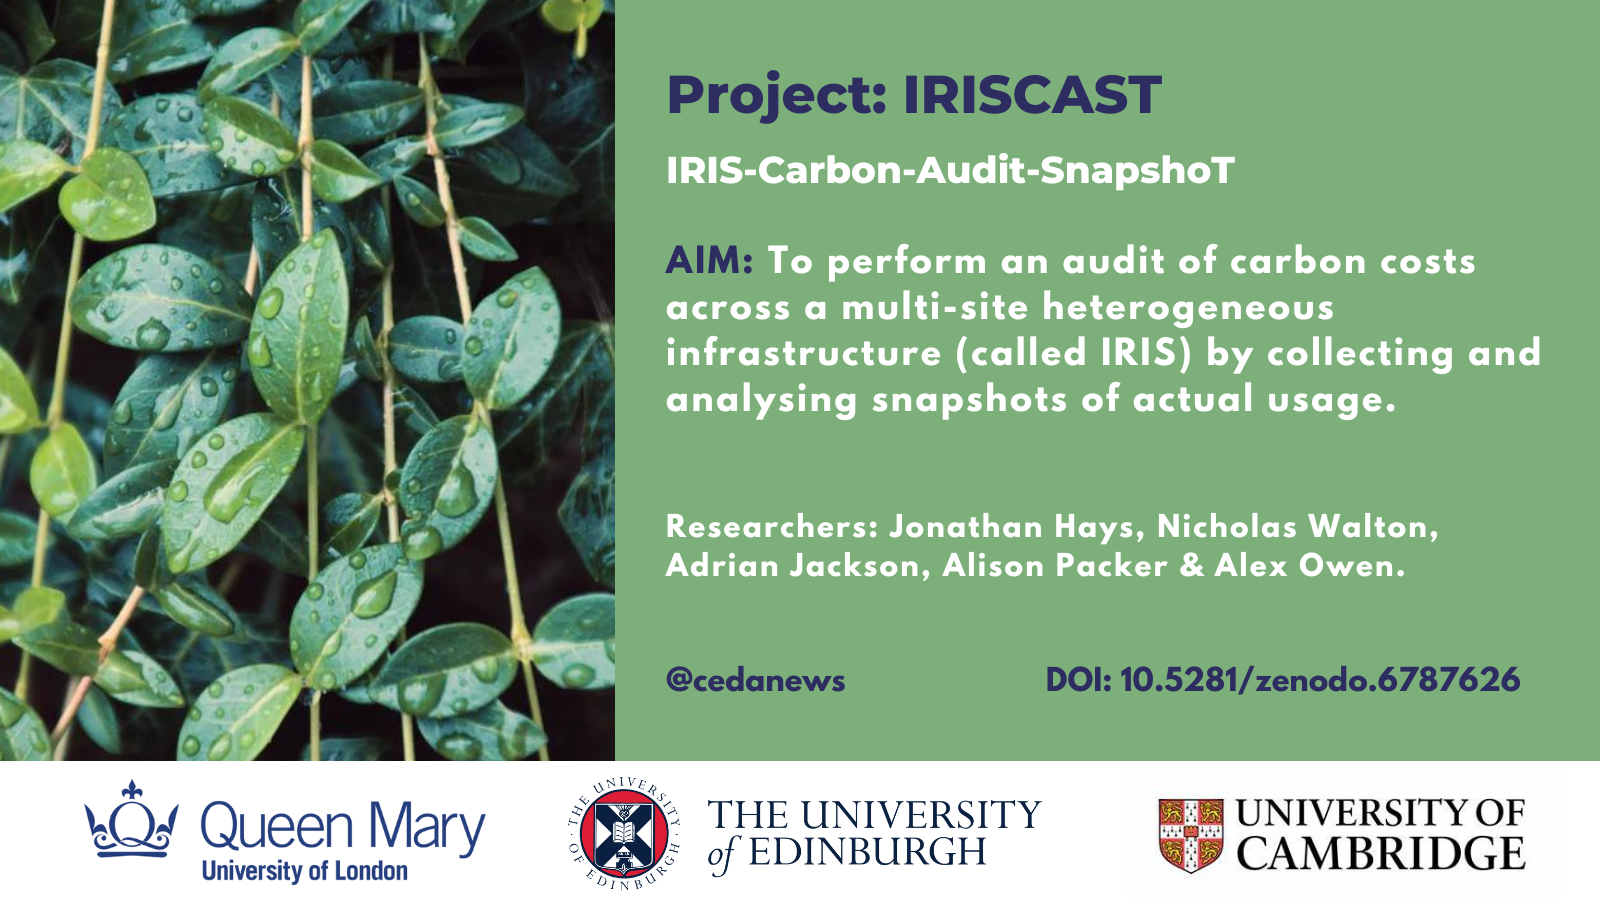 Project: IRISCAST
IRIS-Carbon-Audit-SnapshoT
AIM: To perform an audit of carbon costs
across a multi-site heterogeneous
infrastructure (called IRIS) by collecting and
analysing snapshots of actual usage.
Researchers: Jonathan Hays, Nicholas Walton,
Adrian Jackson, Alison Packer & Alex Owen.
@cedanews
DOI: 10.5281/zenodo.6787626
Queen Mary
University of London
THE UNIVERSITY OF EDINBURGH
THE UNIVERSITY
of EDINBURGH
UNIVERSITY OF
CAMBRIDGE